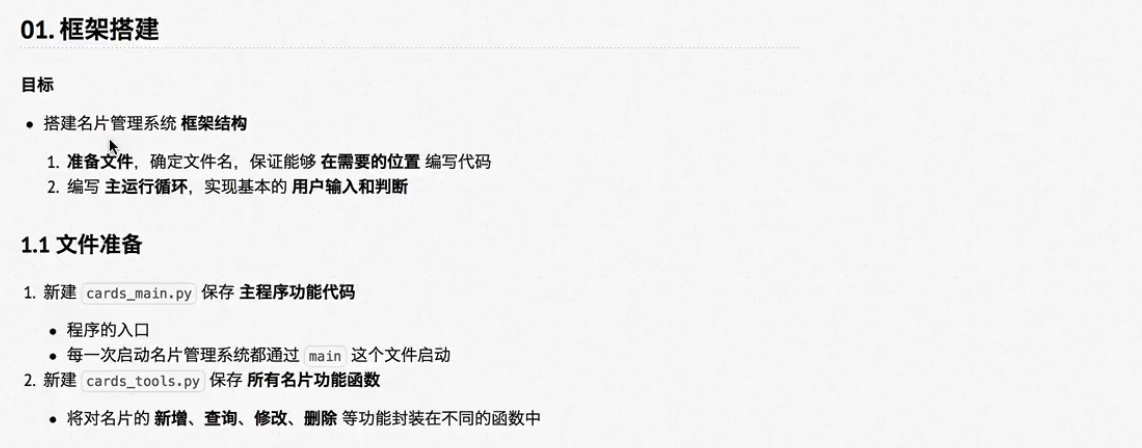 01. 框架搭建
目标
• 搭建名片管理系统 框架结构
1. 准备文件，确定文件名，保证能够 在需要的位置 编写代码
2. 编写 主运行循环，实现基本的 用户输入和判断
1.1 文件准备
1. 新建 cards_main.py 保存 主程序功能代码
• 程序的入口
• 每一次启动名片管理系统都通过 main 这个文件启动
2. 新建 cards_tools.py 保存 所有名片功能函数
• 将对名片的 新增、查询、修改、删除 等功能封装在不同的函数中